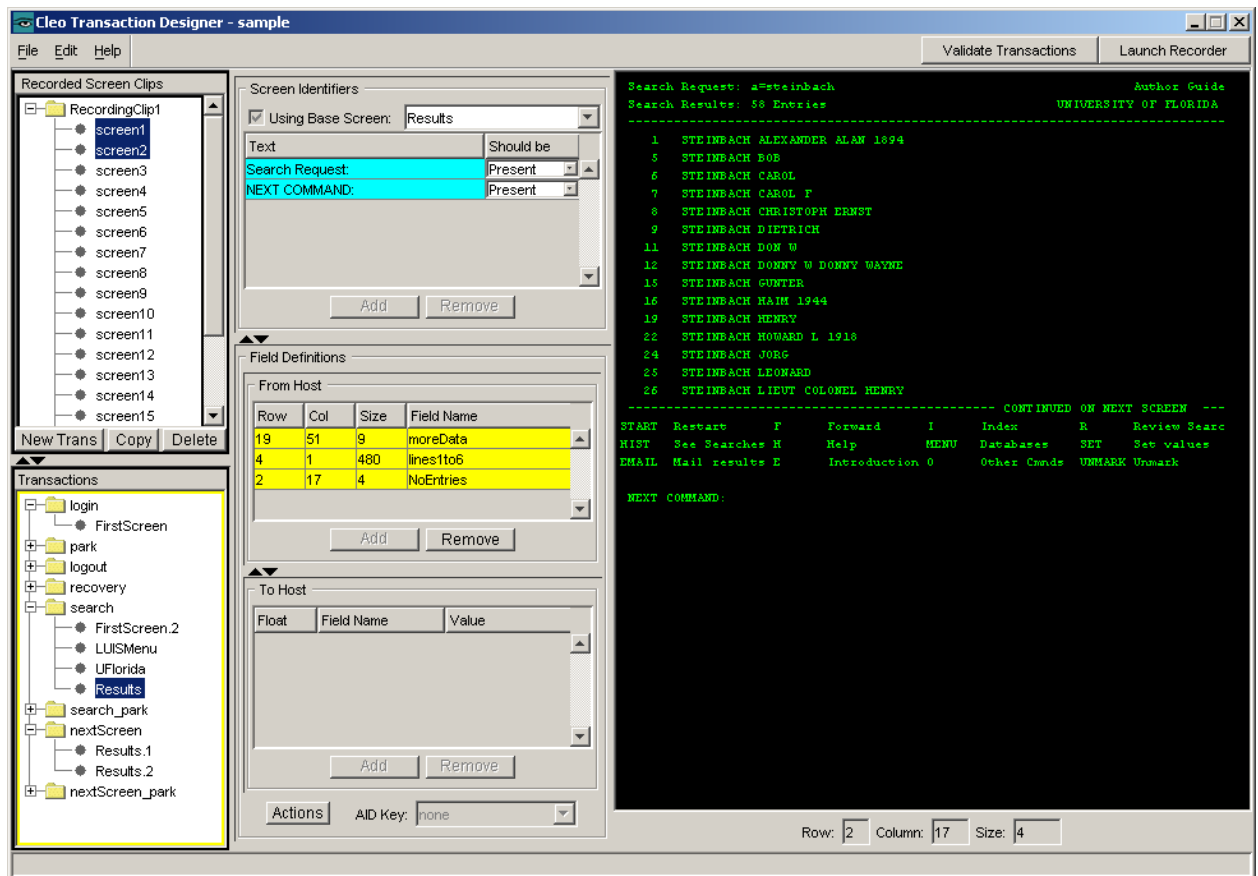 Cleo Transaction Designer - sample
File Edit Help Validate Transactions Launch Recorder
Recorded Screen Clips
RecordingClip1
screen1
screen2
screen3
screen4
screen5
screen6
screen7
screen8
screen9
screen10
screen11
screen12
screen13
screen14
screen15
New Trans Copy Delete
Transactions
login
FirstScreen
park
logout
recovery
search
FirstScreen.2
LUISMenu
UFlorida
Results
search_park
nextScreen
Results.1
Results.2
nextScreen_park
Screen Identifiers
Using Base Screen: Results
Text Should be
Search Request: Present
NEXT COMMAND: Present
Add Remove
Field Definitions
From Host
Row Col Size Field Name
19 51 9 moreData
4 1 480 lines1to6
2 17 4 NoEntries
Add Remove
To Host
Float Field Name Value
Add Remove
Actions AID Key: none
Search Request: a=steinbach Author Guide
Search Results: 58 Entries UNIVERSITY OF FLORIDA
1 STEINBACH ALEXANDER ALAN 1894
5 STEINBACH BOB
6 STEINBACH CAROL
7 STEINBACH CAROL F
8 STEINBACH CHRISTOPH ERNST
9 STEINBACH DIETRICH
11 STEINBACH DON W
12 STEINBACH DONNY W DONNY WAYNE
15 STEINBACH GUNTER
16 STEINBACH HAIM 1944
19 STEINBACH HENRY
22 STEINBACH HOWARD L 1918
24 STEINBACH JORG
25 STEINBACH LEONARD
26 STEINBACH LIEUT COLONEL HENRY
---------------------------------------- CONTINUED ON NEXT SCREEN ---
START Restart F Forward I Index R Review Searc
HIST See Searches H Help MENU Databases SET Set values
EMAIL Mail results E Introduction O Other Cmnds UNMARK Unmark
NEXT COMMAND:
Row: 2 Column: 17 Size: 4